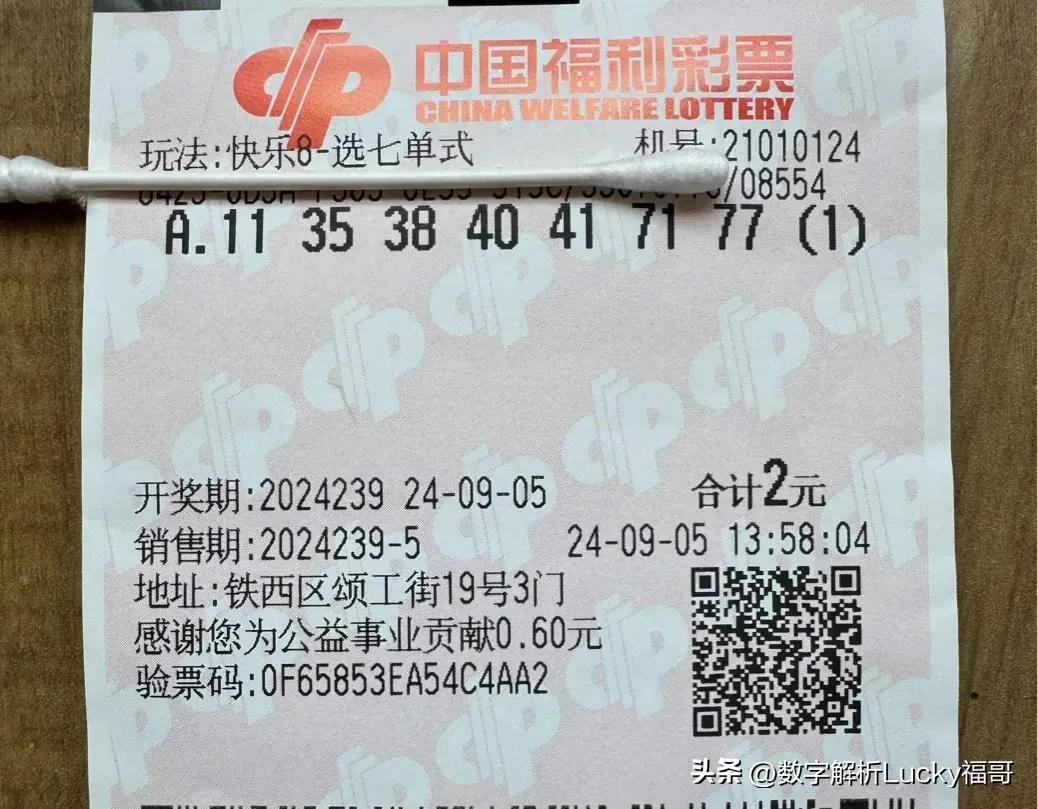 中国福利彩票
CHINA WELFARE LOTTERY
玩法:快乐8-选七单式 机号:21010124
/08554
A.11 35 38 40 41 71 77 (1)
开奖期:2024239 24-09-05 合计2元
销售期:2024239-5 24-09-05 13:58:04
地址:铁西区颂工街19号3门
感谢您为公益事业贡献0.60元
验票码:0F65853EA54C4AA2
头条 @数字解析Lucky福哥